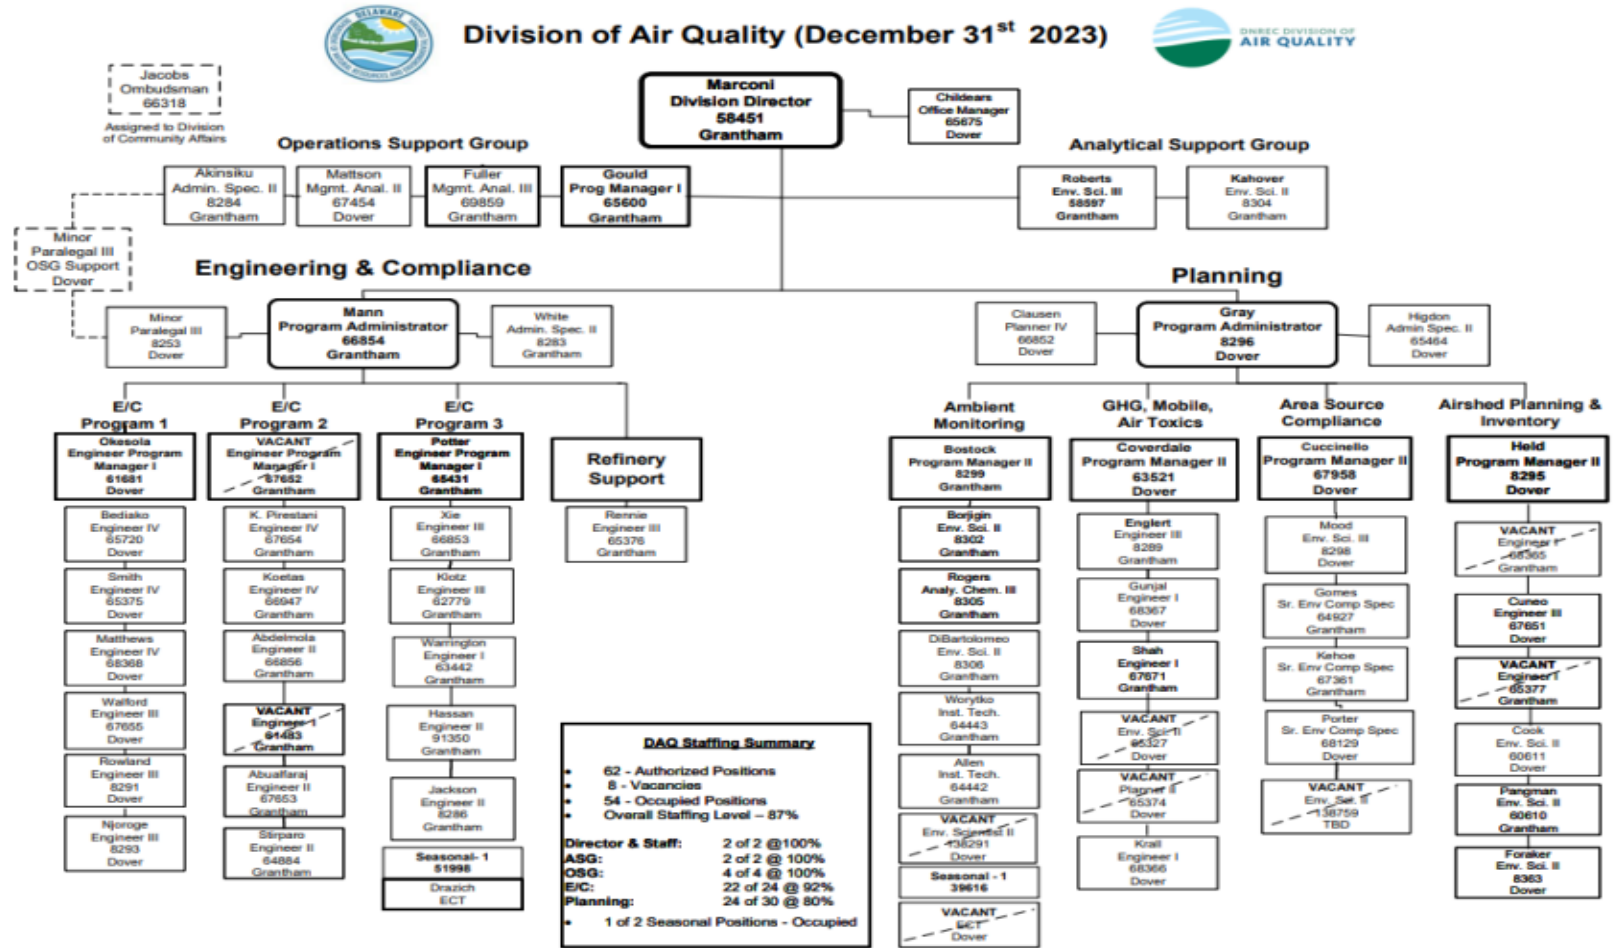 Division of Air Quality (December 31st 2023)
DELAWARE
DNREC DIVISION OF
AIR QUALITY
Jacobs
Ombudsman
66318
Assigned to Division
of Community Affairs
Marconi
Division Director
58451
Grantham
Childears
Office Manager
65675
Dover
Operations Support Group
Analytical Support Group
Akinsiku
Admin. Spec. II
8284
Grantham
Mattson
Mgmt. Anal. II
67454
Dover
Fuller
Mgmt. Anal. III
69859
Grantham
Gould
Prog Manager I
65600
Grantham
Roberts
Env. Sci. III
58597
Grantham
Kahover
Env. Sci. II
8304
Grantham
Minor
Paralegal III
OSG Support
Dover
Engineering & Compliance
Planning
Minor
Paralegal III
8253
Dover
Mann
Program Administrator
66854
Grantham
White
Admin. Spec. II
8283
Grantham
Clausen
Planner IV
66852
Dover
Gray
Program Administrator
8296
Dover
Higdon
Admin Spec. II
65464
Dover
E/C
Program 1
Okesola
Engineer Program
Manager I
61681
Dover
Bediako
Engineer IV
65720
Dover
Smith
Engineer IV
65375
Dover
Matthews
Engineer IV
68368
Dover
Walford
Engineer III
67655
Dover
Rowland
Engineer III
8291
Dover
Njoroge
Engineer III
8293
Dover
E/C
Program 2
VACANT
Engineer Program
Manager I
67652
Grantham
K. Pirestani
Engineer IV
67654
Grantham
Koetas
Engineer IV
66947
Grantham
Abdelmola
Engineer II
66856
Grantham
VACANT
Engineer 1
91483
Grantham
Abualfaraj
Engineer II
67653
Grantham
Stirparo
Engineer II
64884
Grantham
E/C
Program 3
Potter
Engineer Program
Manager I
65431
Grantham
Xie
Engineer III
66853
Grantham
Klotz
Engineer III
62779
Grantham
Warrington
Engineer I
63442
Grantham
Hassan
Engineer II
91350
Grantham
Jackson
Engineer II
8286
Grantham
Seasonal- 1
51998
Drazich
ECT
Refinery
Support
Rennie
Engineer III
65376
Grantham
DAQ Staffing Summary
• 62 - Authorized Positions
• 8 - Vacancies
• 54 - Occupied Positions
• Overall Staffing Level – 87%
Director & Staff: 2 of 2 @100%
ASG: 2 of 2 @ 100%
OSG: 4 of 4 @ 100%
E/C: 22 of 24 @ 92%
Planning: 24 of 30 @ 80%
• 1 of 2 Seasonal Positions - Occupied
Ambient
Monitoring
Bostock
Program Manager II
8299
Grantham
Borjigin
Env. Sci. II
8302
Grantham
Rogers
Analy. Chem. III
8305
Grantham
DiBartolomeo
Env. Sci. II
8306
Grantham
Worytko
Inst. Tech.
64443
Grantham
Allen
Inst. Tech.
64442
Grantham
VACANT
Env. Scientist II
138291
Dover
Seasonal - 1
39616
VACANT
ECT
Dover
GHG, Mobile,
Air Toxics
Coverdale
Program Manager II
63521
Dover
Englert
Engineer III
8289
Grantham
Gunjal
Engineer I
68367
Dover
Shah
Engineer I
67671
Grantham
VACANT
Env. Sci. II
65327
Dover
VACANT
Planner II
65374
Dover
Krall
Engineer I
68366
Dover
Area Source
Compliance
Cuccinello
Program Manager II
67958
Dover
Mood
Env. Sci. III
8298
Dover
Gomes
Sr. Env Comp Spec
64927
Grantham
Kehoe
Sr. Env Comp Spec
67361
Grantham
Porter
Sr. Env Comp Spec
68129
Dover
VACANT
Env. Sci. II
138759
TBD
Airshed Planning &
Inventory
Held
Program Manager II
8295
Dover
VACANT
Engineer I
68365
Grantham
Cuneo
Engineer III
67651
Dover
VACANT
Engineer I
65377
Grantham
Cook
Env. Sci. II
60611
Dover
Pangman
Env. Sci. II
60610
Grantham
Foraker
Env. Sci. II
8363
Dover